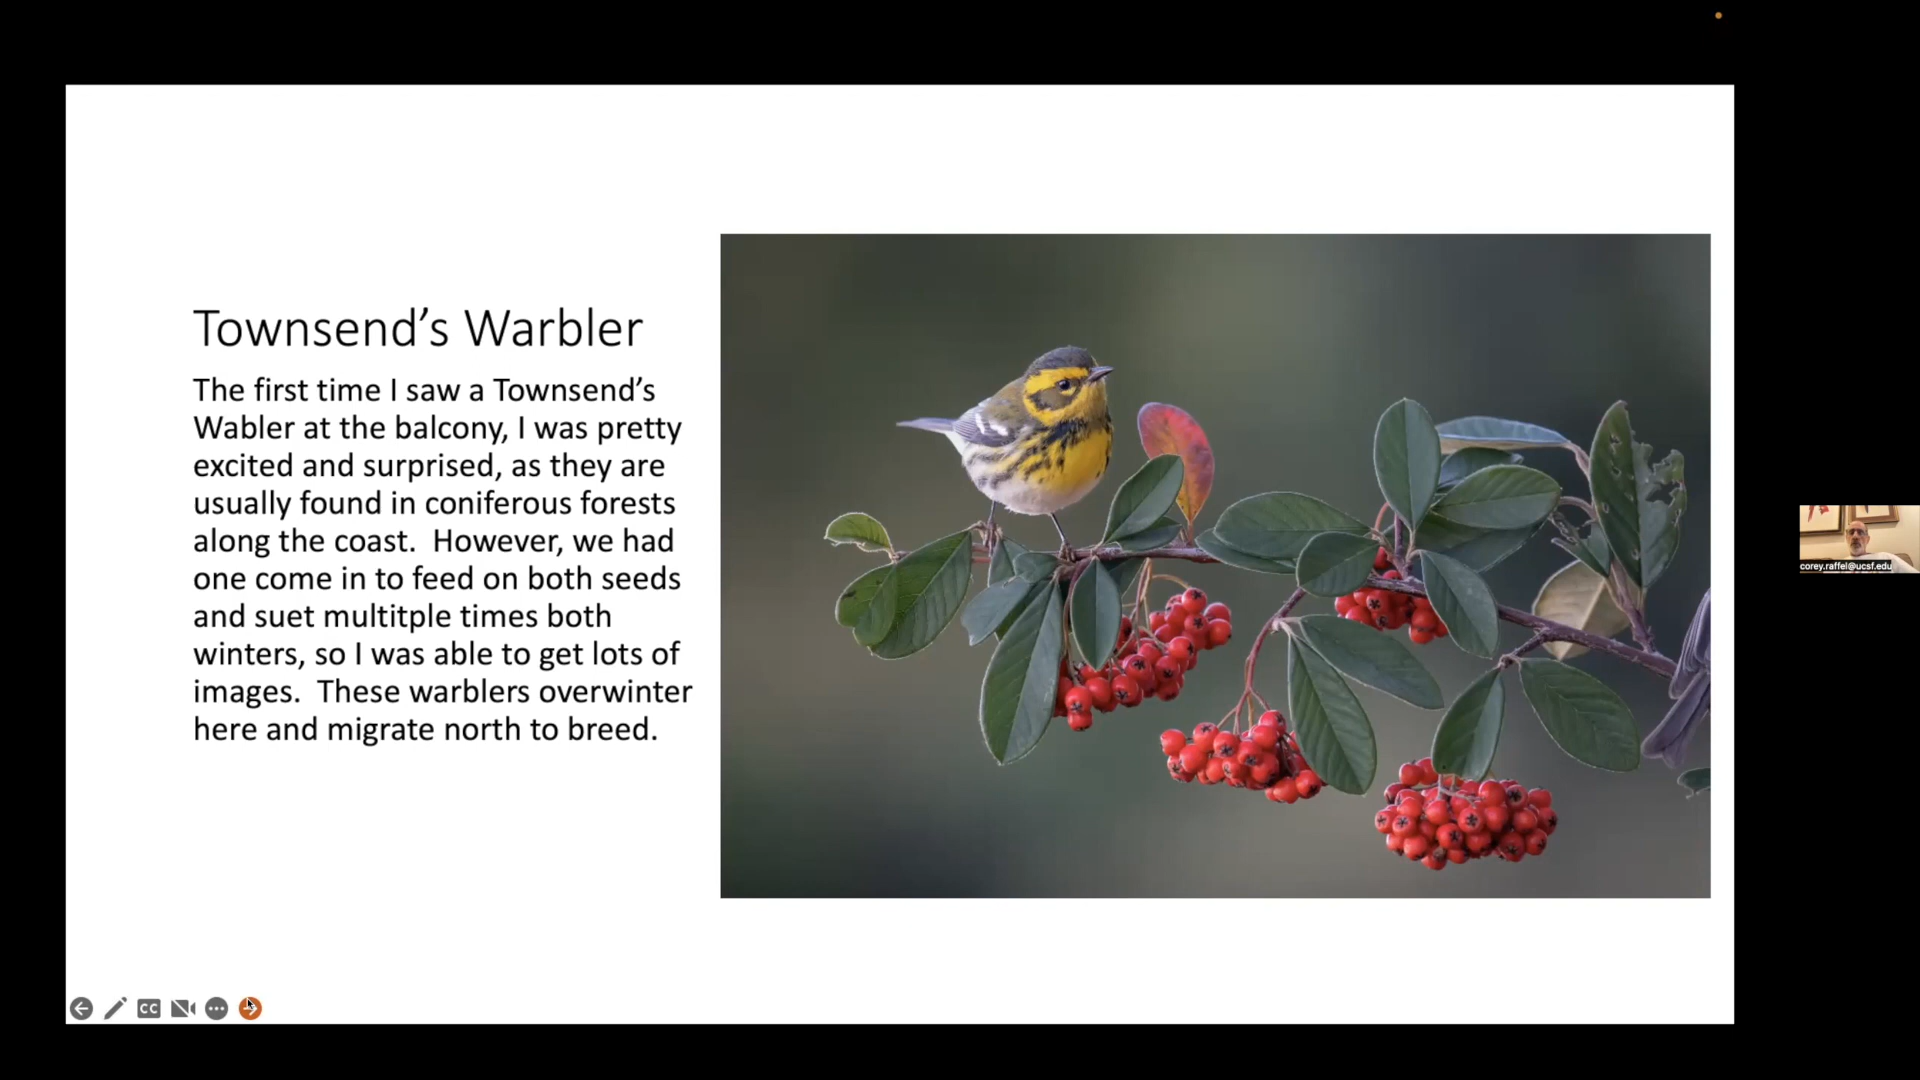 Townsend’s Warbler
The first time I saw a Townsend’s
Wabler at the balcony, I was pretty
excited and surprised, as they are
usually found in coniferous forests
along the coast.  However, we had
one come in to feed on both seeds
and suet multitple times both
winters, so I was able to get lots of
images.  These warblers overwinter
here and migrate north to breed.
corey.raffel@ucsf.edu
CC